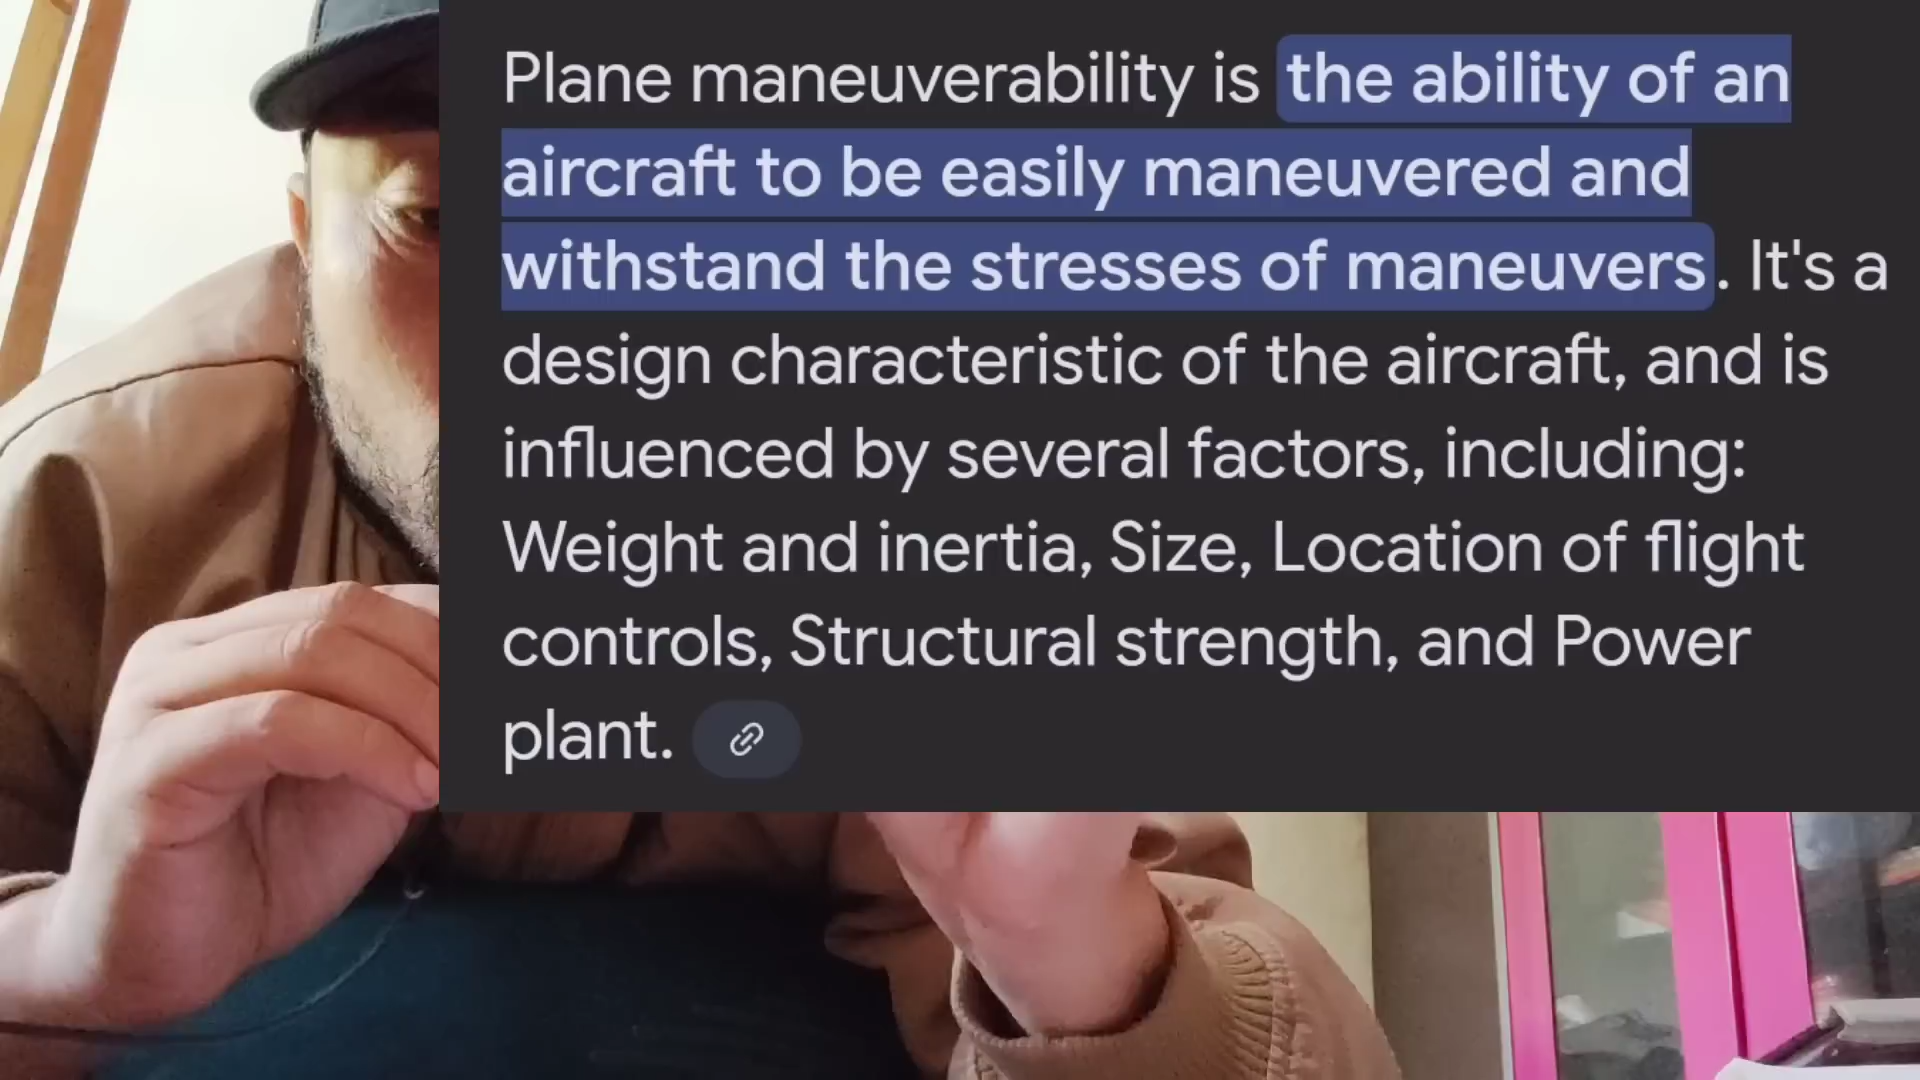 Plane maneuverability is the ability of an
aircraft to be easily maneuvered and
withstand the stresses of maneuvers. It's a
design characteristic of the aircraft, and is
influenced by several factors, including:
Weight and inertia, Size, Location of flight
controls, Structural strength, and Power
plant.